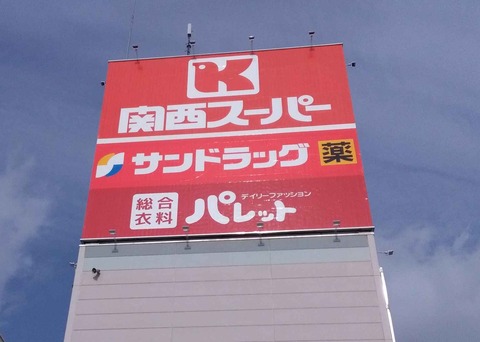 K
関西スーパー
サンドラッグ 薬
総合
衣料
デイリーファッション
パレット